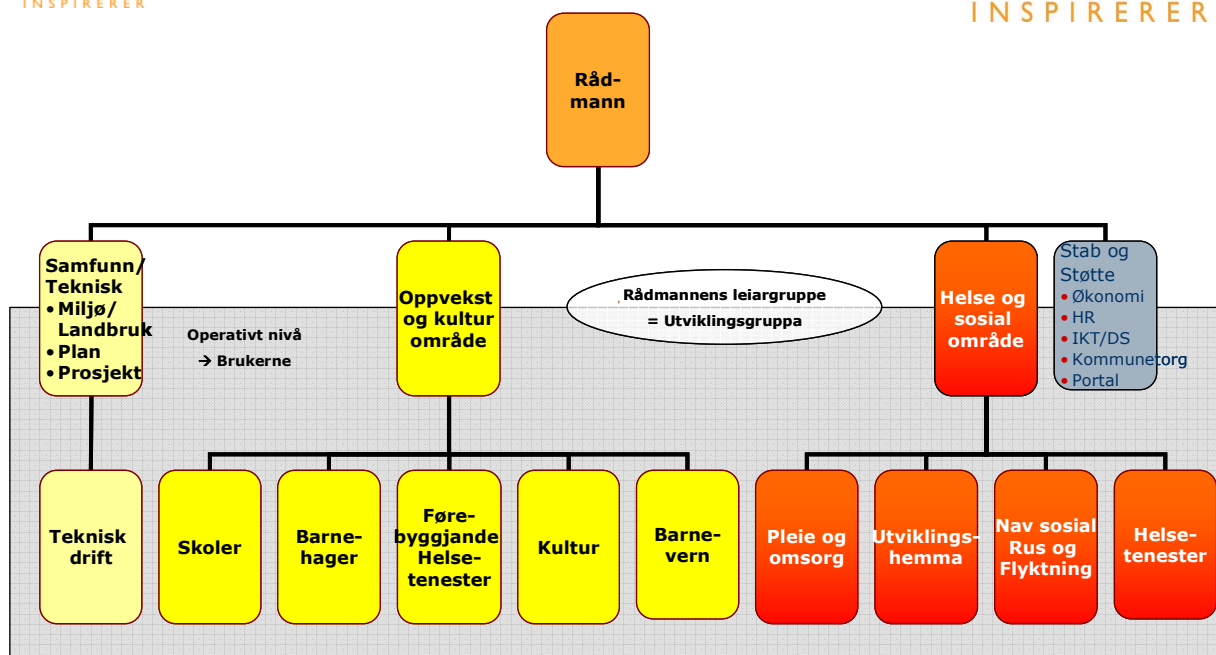 INSPIRERER
INSPIRERER
Råd-
mann
Samfunn/
Teknisk
• Miljø/
Landbruk
• Plan
• Prosjekt
Operativt nivå
→ Brukerne
Oppvekst
og kultur
område
Rådmannens leiargruppe
= Utviklingsgruppa
Helse og
sosial
område
Stab og
Støtte
• Økonomi
• HR
• IKT/DS
• Kommunetorg
• Portal
Teknisk
drift
Skoler
Barne-
hager
Føre-
byggjande
Helse-
tenester
Kultur
Barne-
vern
Pleie og
omsorg
Utviklings-
hemma
Nav sosial
Rus og
Flyktning
Helse-
tenester